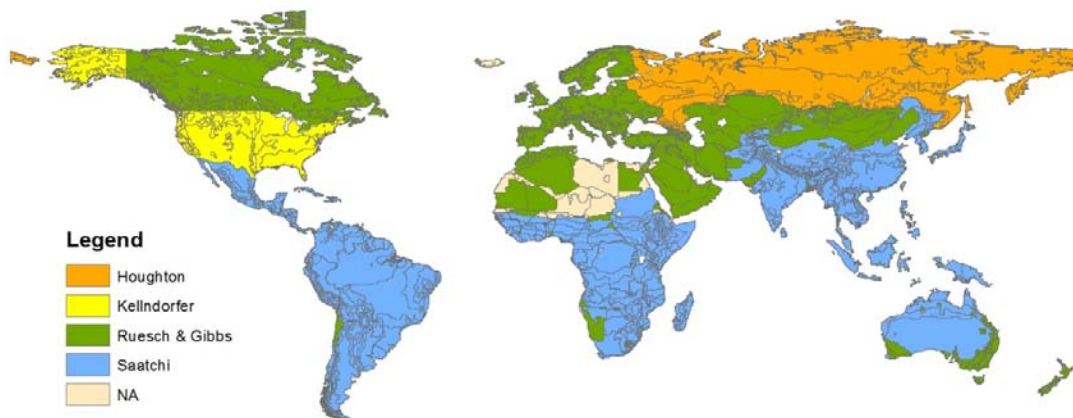 Legend
Houghton
Kellndorfer
Ruesch & Gibbs
Saatchi
NA